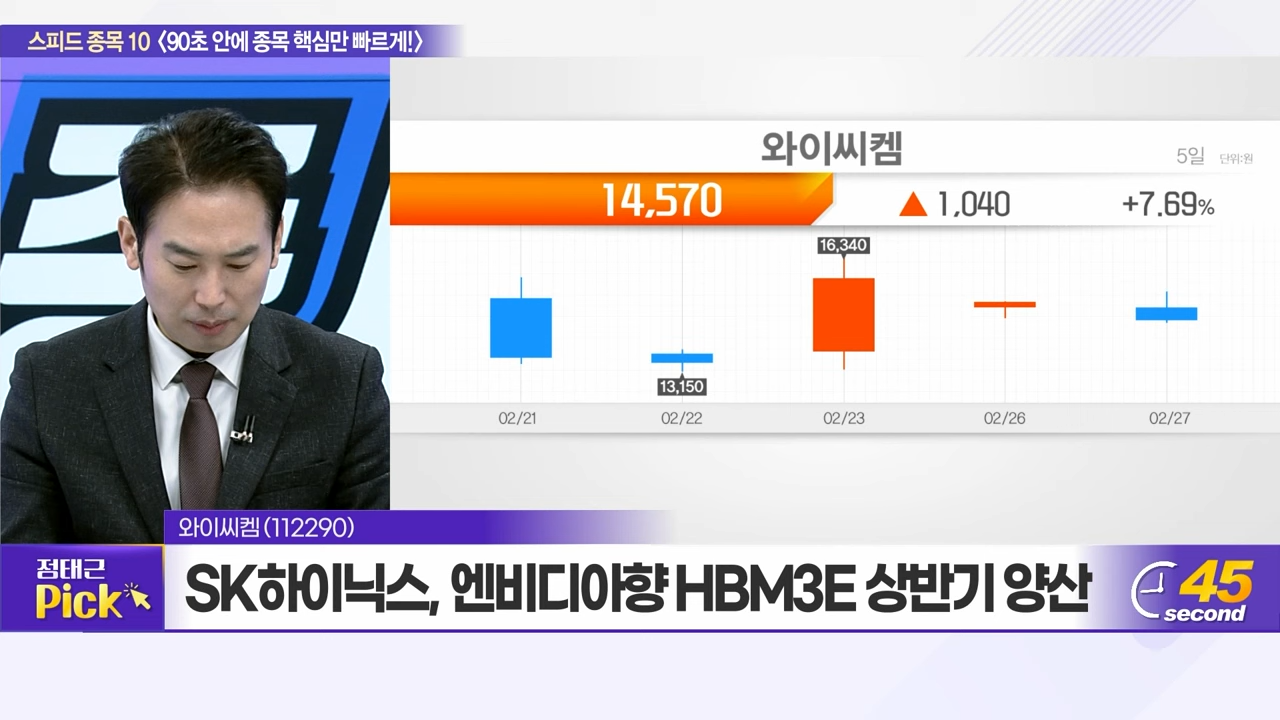 스피드 종목 10 〈90초 안에 종목 핵심만 빠르게!〉
와이씨켐
5일 단위:원
14,570 ▲ 1,040 +7.69%
16,340
13,150
02/21 02/22 02/23 02/26 02/27
와이씨켐(112290)
정태근
Pick
SK하이닉스, 엔비디아향 HBM3E 상반기 양산
45
second